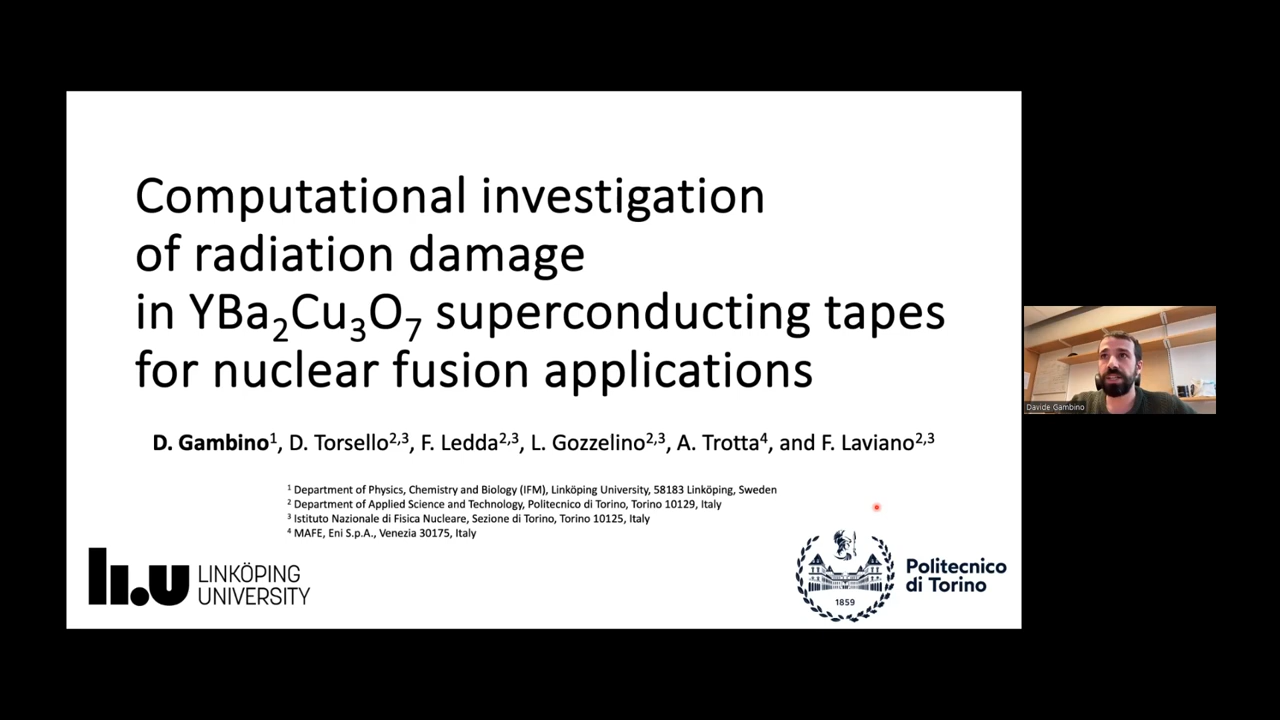 Computational investigation
of radiation damage
in YBa₂Cu₃O₇ superconducting tapes
for nuclear fusion applications
D. Gambino¹, D. Torsello²,³, F. Ledda²,³, L. Gozzelino²,³, A. Trotta⁴, and F. Laviano²,³
¹ Department of Physics, Chemistry and Biology (IFM), Linköping University, 58183 Linköping, Sweden
² Department of Applied Science and Technology, Politecnico di Torino, Torino 10129, Italy
³ Istituto Nazionale di Fisica Nucleare, Sezione di Torino, Torino 10125, Italy
⁴ MAFE, Eni S.p.A., Venezia 30175, Italy
li.u LINKÖPING
UNIVERSITY
1859
Politecnico
di Torino
Davide Gambino